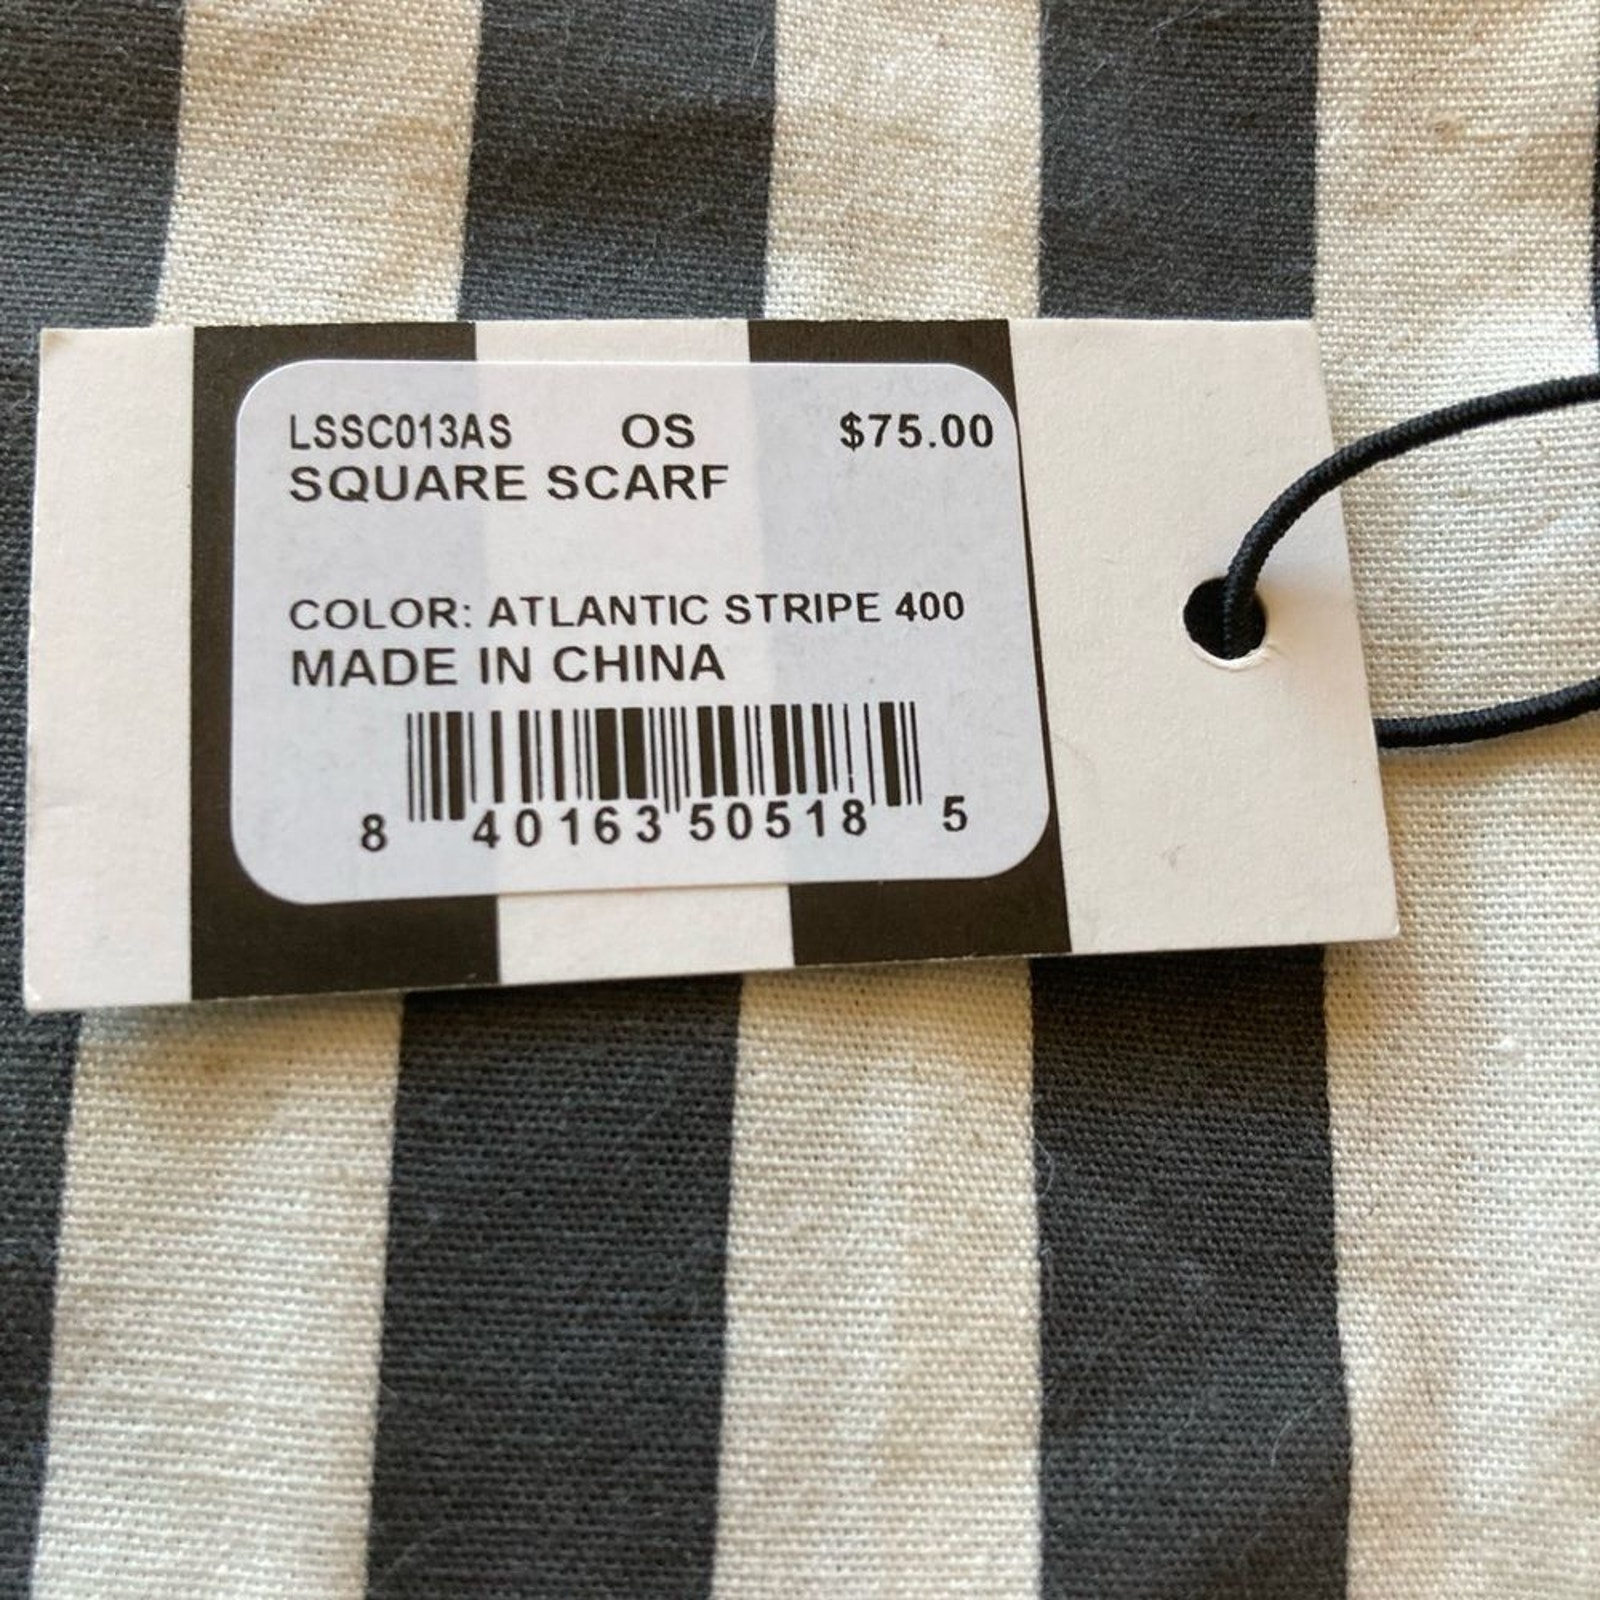 LSSC013AS OS $75.00
SQUARE SCARF
COLOR: ATLANTIC STRIPE 400
MADE IN CHINA
8 40163 50518 5